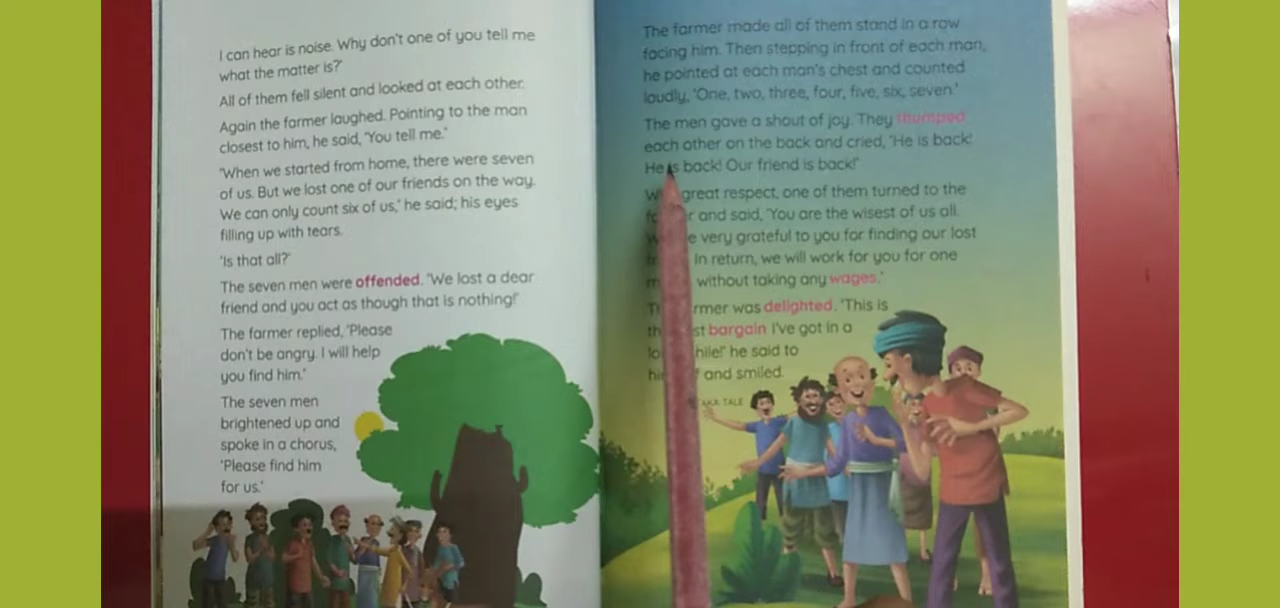 I can hear is noise. Why don't one of you tell me
what the matter is?'
All of them fell silent and looked at each other.
Again the farmer laughed. Pointing to the man
closest to him, he said, 'You tell me.'
'When we started from home, there were seven
of us. But we lost one of our friends on the way.
We can only count six of us,' he said; his eyes
filling up with tears.
'Is that all?'
The seven men were offended. 'We lost a dear
friend and you act as though that is nothing!'
The farmer replied, 'Please
don't be angry. I will help
you find him.'
The seven men
brightened up and
spoke in a chorus,
'Please find him
for us.'
The farmer made all of them stand in a row
facing him. Then stepping in front of each man,
he pointed at each man's chest and counted
loudly, 'One, two, three, four, five, six, seven.'
The men gave a shout of joy. They thumped
each other on the back and cried, 'He is back!
He is back! Our friend is back!'
great respect, one of them turned to the
and said, 'You are the wisest of us all.
very grateful to you for finding our lost
In return, we will work for you for one
without taking any wages.'
was delighted. 'This is
bargain I've got in a
he said to
and smiled.
TALE